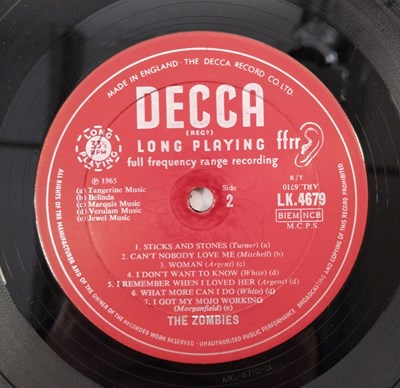 MADE IN ENGLAND · THE DECCA RECORD CO. LTD.
DECCA
(REGᴰ)
LONG PLAYING
ffrr
full frequency range recording
LONG
33⅓
RPM
PLAYING
℗ 1965
(a) Tangerine Music
(b) Belinda
(c) Marquis Music
(d) Verulam Music
(e) Jewel Music
Side
2
K/T
ARL. 6710
LK.4679
BIEM NCB
M.C.P.S.
1. STICKS AND STONES (Turner) (a)
2. CAN'T NOBODY LOVE ME (Mitchell) (b)
3. WOMAN (Argent) (c)
4. I DON'T WANT TO KNOW (White) (d)
5. I REMEMBER WHEN I LOVED HER (Argent) (d)
6. WHAT MORE CAN I DO (White) (d)
7. I GOT MY MOJO WORKING
(Morganfield) (e)
THE ZOMBIES
ALL RIGHTS OF THE MANUFACTURER AND OF THE OWNER OF THE RECORDED WORK RESERVED · UNAUTHORISED PUBLIC PERFORMANCE BROADCASTING AND COPYING OF THIS RECORD PROHIBITED